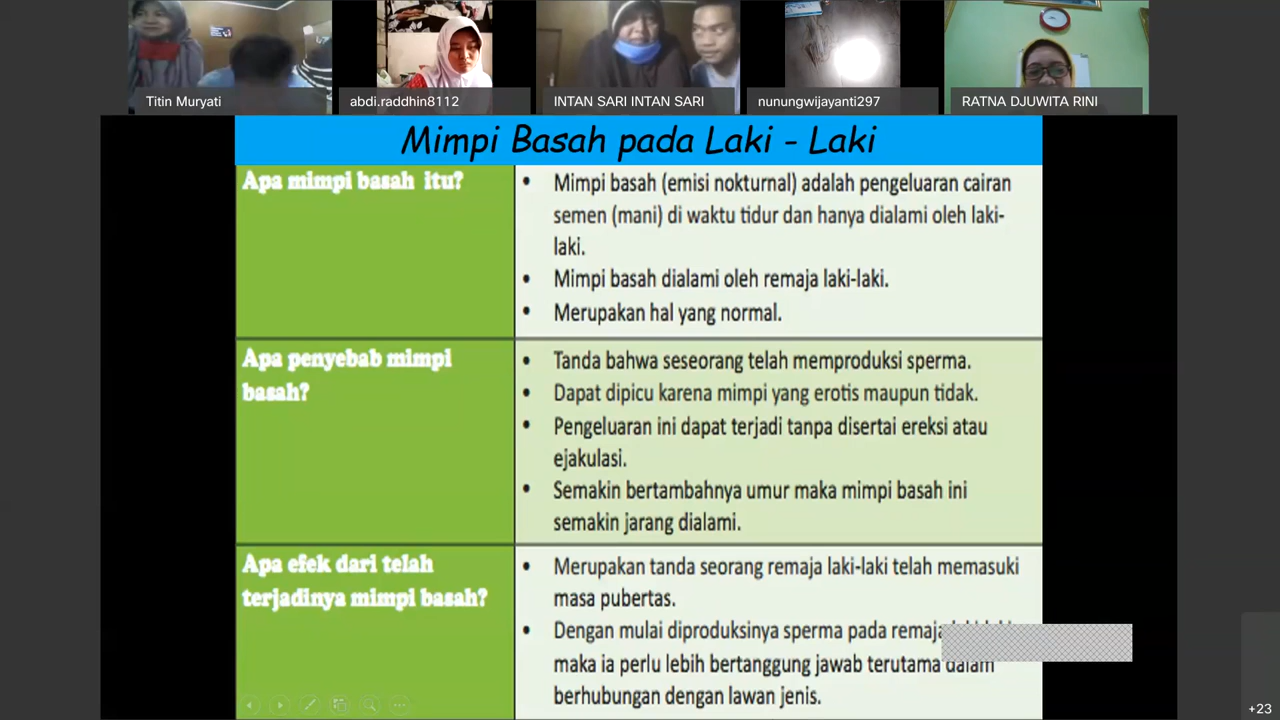 Titin Muryati
abdi.raddhin8112
INTAN SARI INTAN SARI
nunungwijayanti297
RATNA DJUWITA RINI
Mimpi Basah pada Laki - Laki
Apa mimpi basah itu?
• Mimpi basah (emisi nokturnal) adalah pengeluaran cairan
semen (mani) di waktu tidur dan hanya dialami oleh laki-
laki.
• Mimpi basah dialami oleh remaja laki-laki.
• Merupakan hal yang normal.
Apa penyebab mimpi
basah?
• Tanda bahwa seseorang telah memproduksi sperma.
• Dapat dipicu karena mimpi yang erotis maupun tidak.
• Pengeluaran ini dapat terjadi tanpa disertai ereksi atau
ejakulasi.
• Semakin bertambahnya umur maka mimpi basah ini
semakin jarang dialami.
Apa efek dari telah
terjadinya mimpi basah?
• Merupakan tanda seorang remaja laki-laki telah memasuki
masa pubertas.
• Dengan mulai diproduksinya sperma pada remaja
maka ia perlu lebih bertanggung jawab terutama dalam
berhubungan dengan lawan jenis.
+23